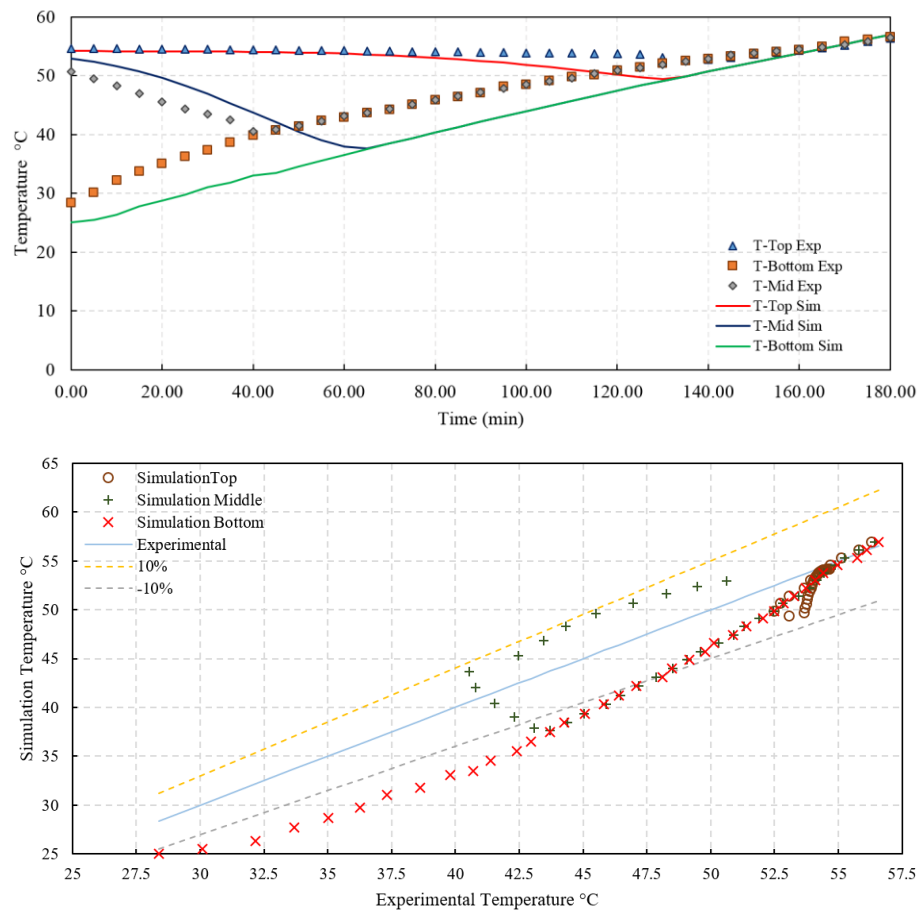 60
50
40
30
20
10
0
Temperature °C
T-Top Exp
T-Bottom Exp
T-Mid Exp
T-Top Sim
T-Mid Sim
T-Bottom Sim
0.00 20.00 40.00 60.00 80.00 100.00 120.00 140.00 160.00 180.00
Time (min)
65
60
55
50
45
40
35
30
25
Simulation Temperature °C
SimulationTop
Simulation Middle
Simulation Bottom
Experimental
10%
-10%
25 27.5 30 32.5 35 37.5 40 42.5 45 47.5 50 52.5 55 57.5
Experimental Temperature °C